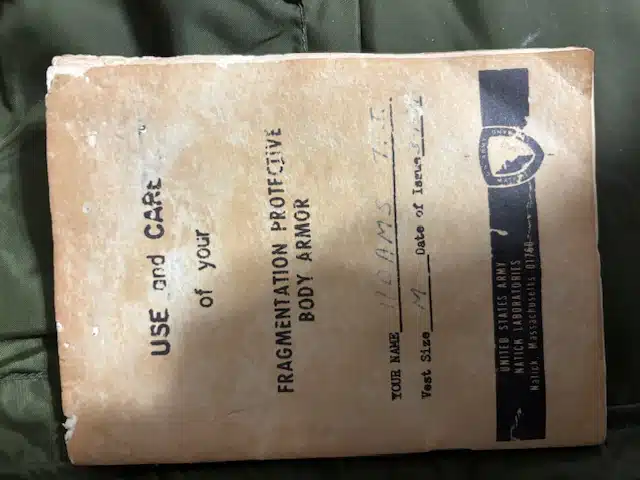 USE and CARE
of your
FRAGMENTATION PROTECTIVE
BODY ARMOR
YOUR NAME ADAMS T.
Vest Size M Date of Issue
UNITED STATES ARMY
NATICK LABORATORIES
Natick, Massachusetts 01760